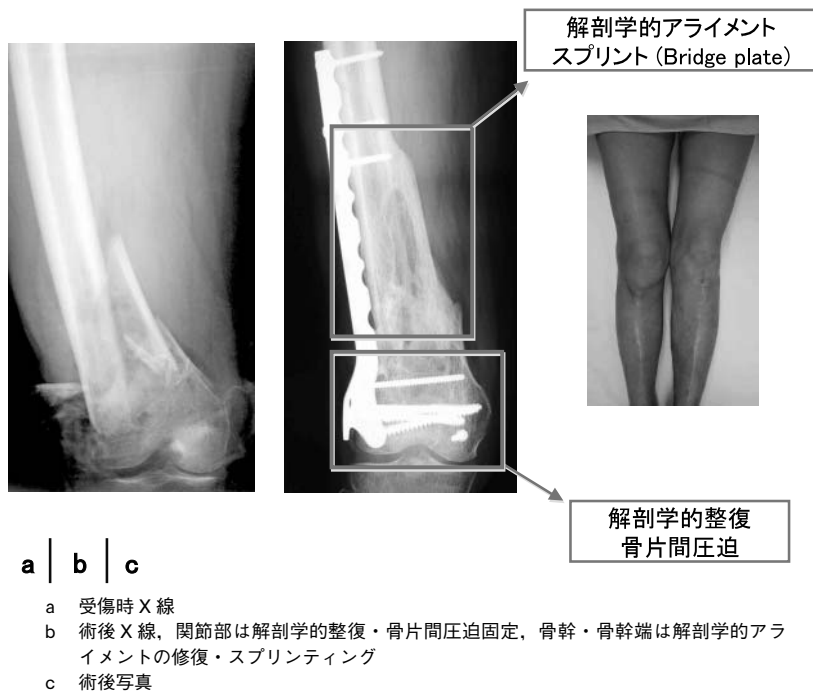 解剖学的アライメント
スプリント (Bridge plate)
解剖学的整復
骨片間圧迫
a b c
a 受傷時 X 線
b 術後 X 線，関節部は解剖学的整復・骨片間圧迫固定，骨幹・骨幹端は解剖学的アラ
イメントの修復・スプリンティング
c 術後写真